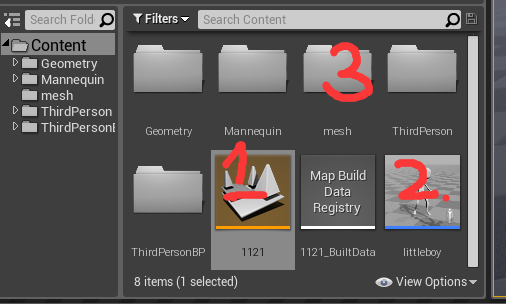 Search Fold
Filters
Search Content
Content
Geometry
Mannequin
mesh
ThirdPerson
ThirdPersonB
3
Geometry
Mannequin
mesh
ThirdPerson
1
Map Build
Data
Registry
2.
ThirdPersonBP
1121
1121_BuiltData
littleboy
8 items (1 selected)
View Options